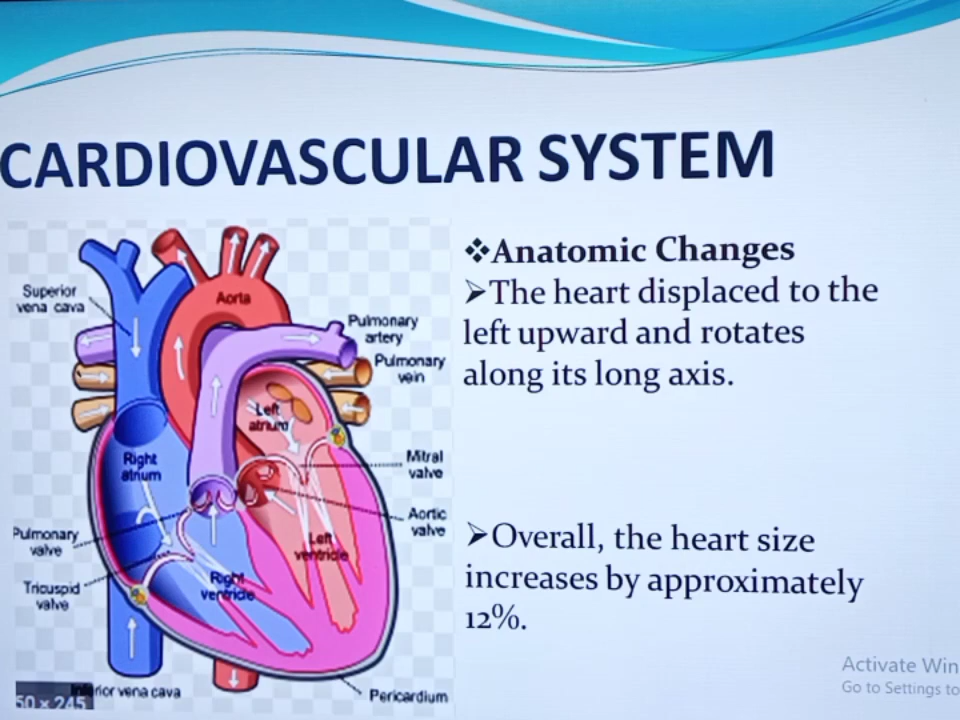 CARDIOVASCULAR SYSTEM
❖Anatomic Changes
➢The heart displaced to the
left upward and rotates
along its long axis.
➢Overall, the heart size
increases by approximately
12%.
Superior
vena cava
Aorta
Pulmonary
artery
Pulmonary
vein
Left
atrium
Right
atrium
Mitral
valve
Aortic
valve
Pulmonary
valve
Left
ventricle
Tricuspid
valve
Right
ventricle
Inferior vena cava
Pericardium
50 × 245
Activate Win
Go to Settings to